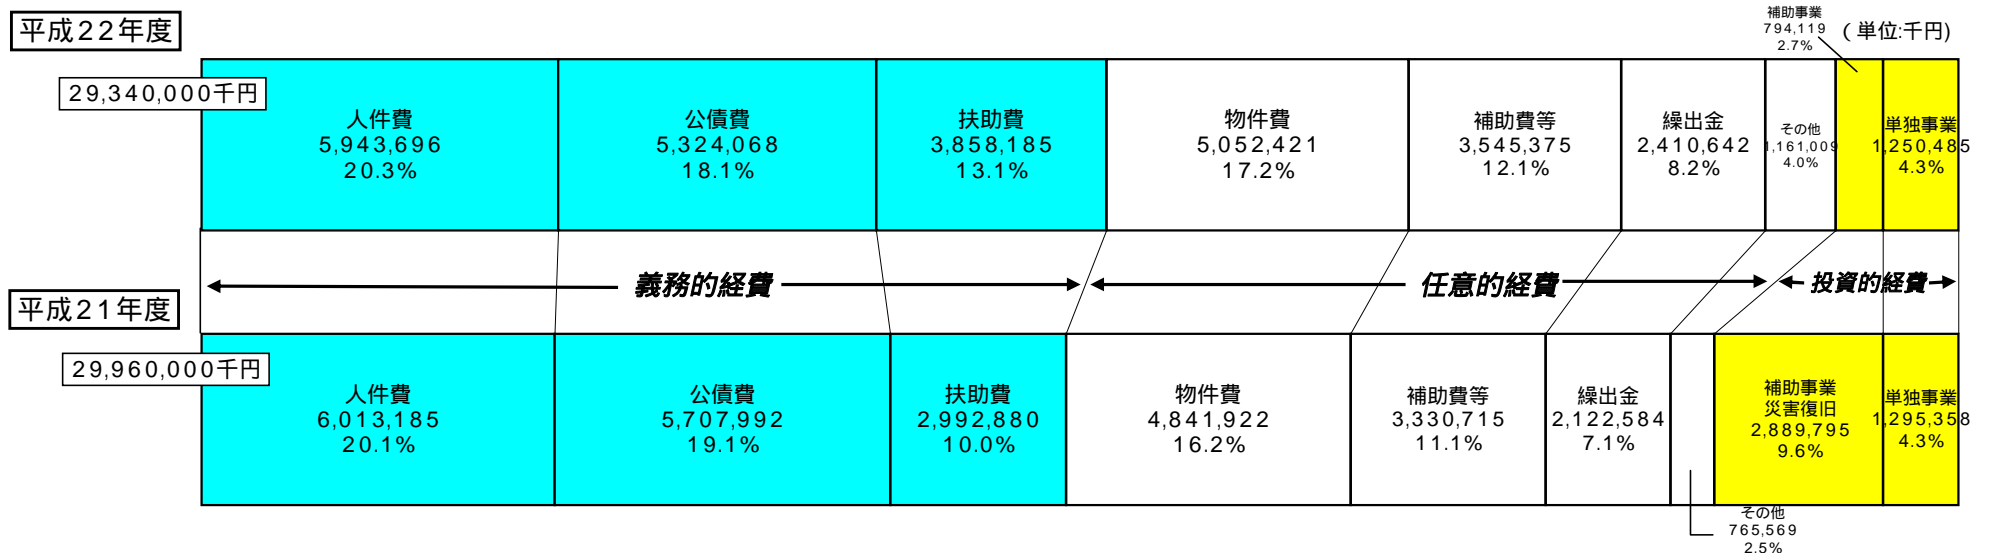 平成22年度
補助事業
794,119
2.7%
(単位:千円)
29,340,000千円
人件費
5,943,696
20.3%
公債費
5,324,068
18.1%
扶助費
3,858,185
13.1%
物件費
5,052,421
17.2%
補助費等
3,545,375
12.1%
繰出金
2,410,642
8.2%
その他
1,161,009
4.0%
単独事業
1,250,485
4.3%
義務的経費
任意的経費
投資的経費
平成21年度
29,960,000千円
人件費
6,013,185
20.1%
公債費
5,707,992
19.1%
扶助費
2,992,880
10.0%
物件費
4,841,922
16.2%
補助費等
3,330,715
11.1%
繰出金
2,122,584
7.1%
その他
765,569
2.5%
補助事業
災害復旧
2,889,795
9.6%
単独事業
1,295,358
4.3%